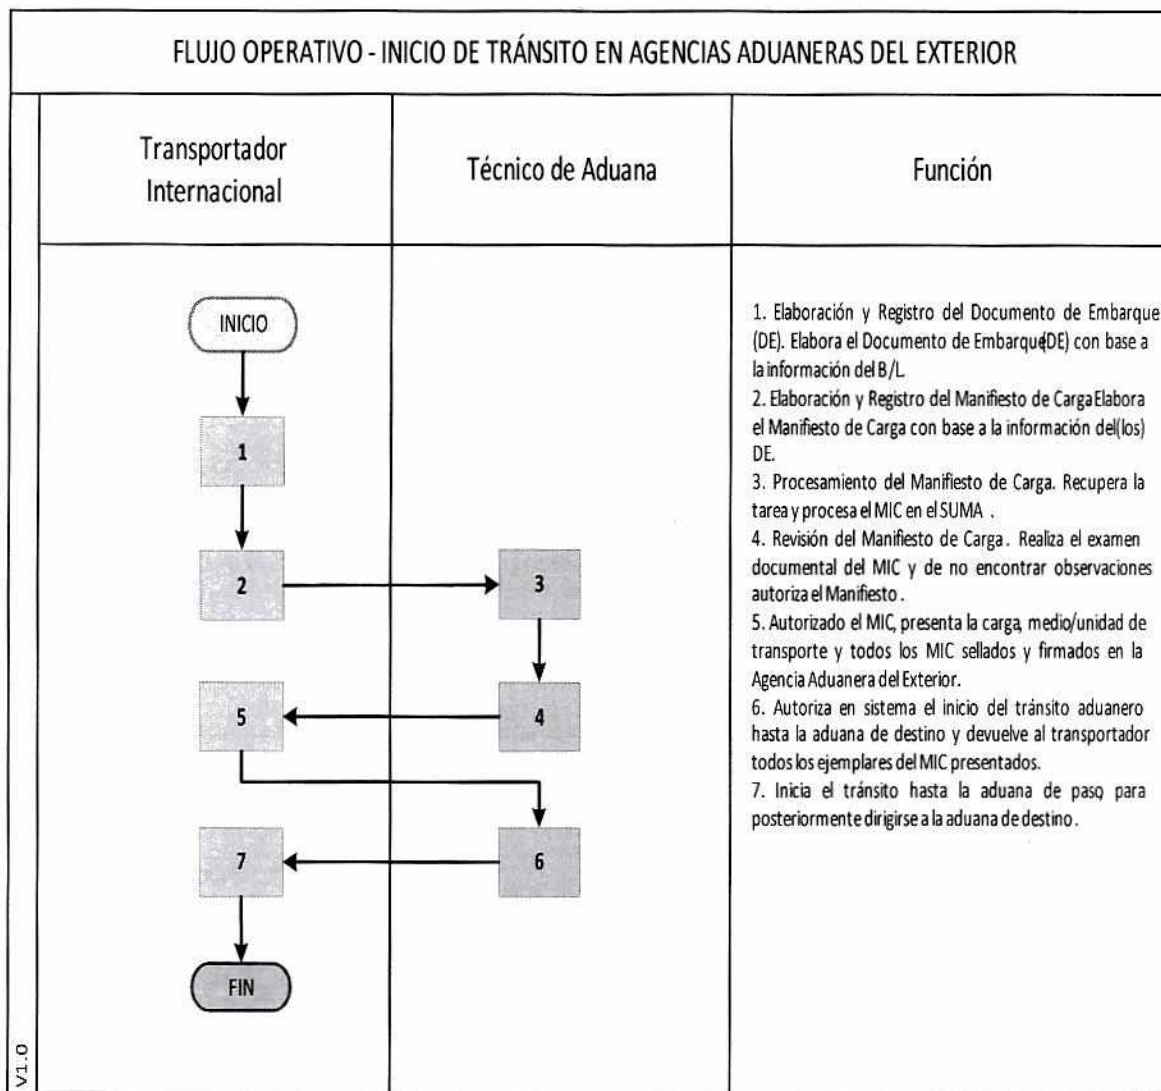 FLUJO OPERATIVO - INICIO DE TRÁNSITO EN AGENCIAS ADUANERAS DEL EXTERIOR
Transportador
Internacional
Técnico de Aduana
Función
INICIO
1
2
3
5
4
7
6
FIN
1. Elaboración y Registro del Documento de Embarque
(DE). Elabora el Documento de Embarque(DE) con base a
la información del B/L
2. Elaboración y Registro del Manifiesto de CargaElabora
el Manifiesto de Carga con base a la información del(los)
DE.
3. Procesamiento del Manifiesto de Carga. Recupera la
tarea y procesa el MIC en el SUMA .
4. Revisión del Manifiesto de Carga . Realiza el examen
documental del MIC y de no encontrar observaciones
autoriza el Manifiesto .
5. Autorizado el MIC, presenta la carga, medio/unidad de
transporte y todos los MIC sellados y firmados en la
Agencia Aduanera del Exterior.
6. Autoriza en sistema el inicio del tránsito aduanero
hasta la aduana de destino y devuelve al transportador
todos los ejemplares del MIC presentados.
7. Inicia el tránsito hasta la aduana de paso, para
posteriormente dirigirse a la aduana de destino .
V1.0